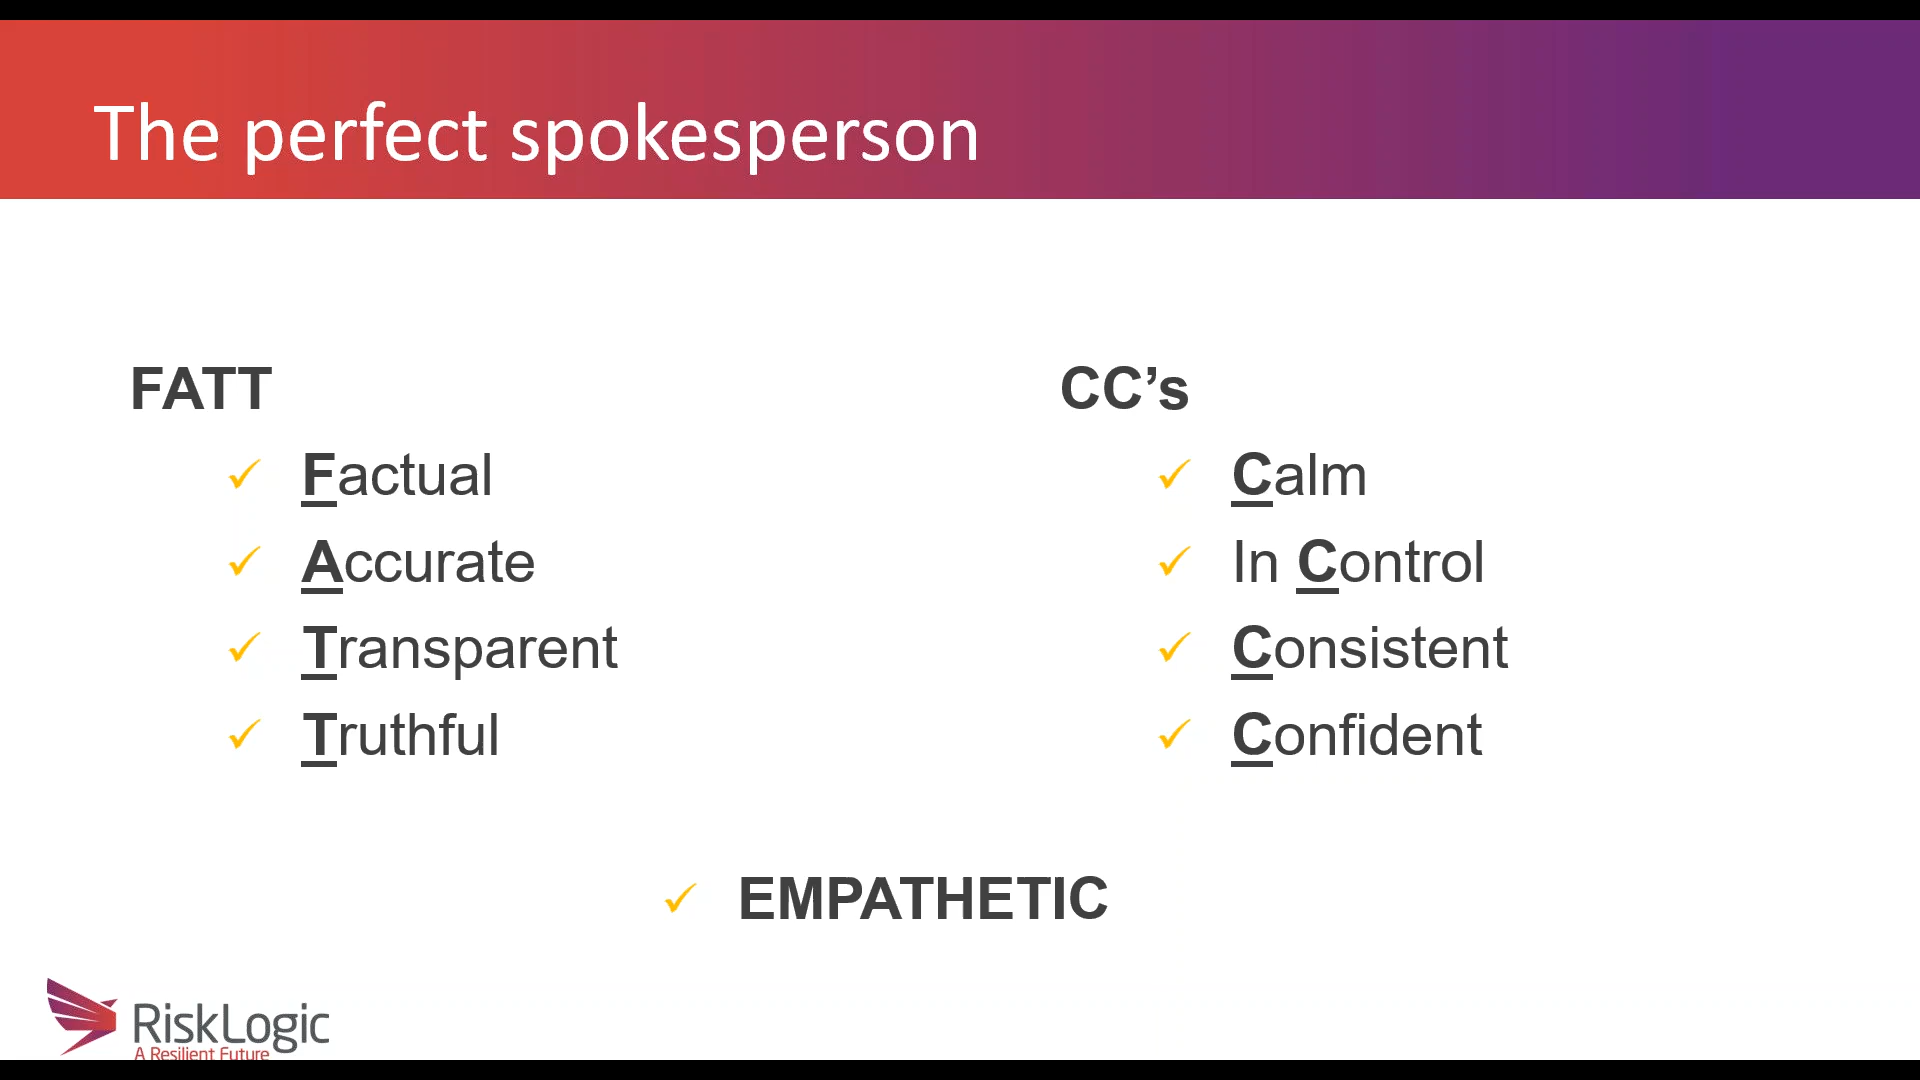 The perfect spokesperson
FATT
Factual
Accurate
Transparent
Truthful
CC’s
Calm
In Control
Consistent
Confident
EMPATHETIC
RiskLogic
A Resilient Future